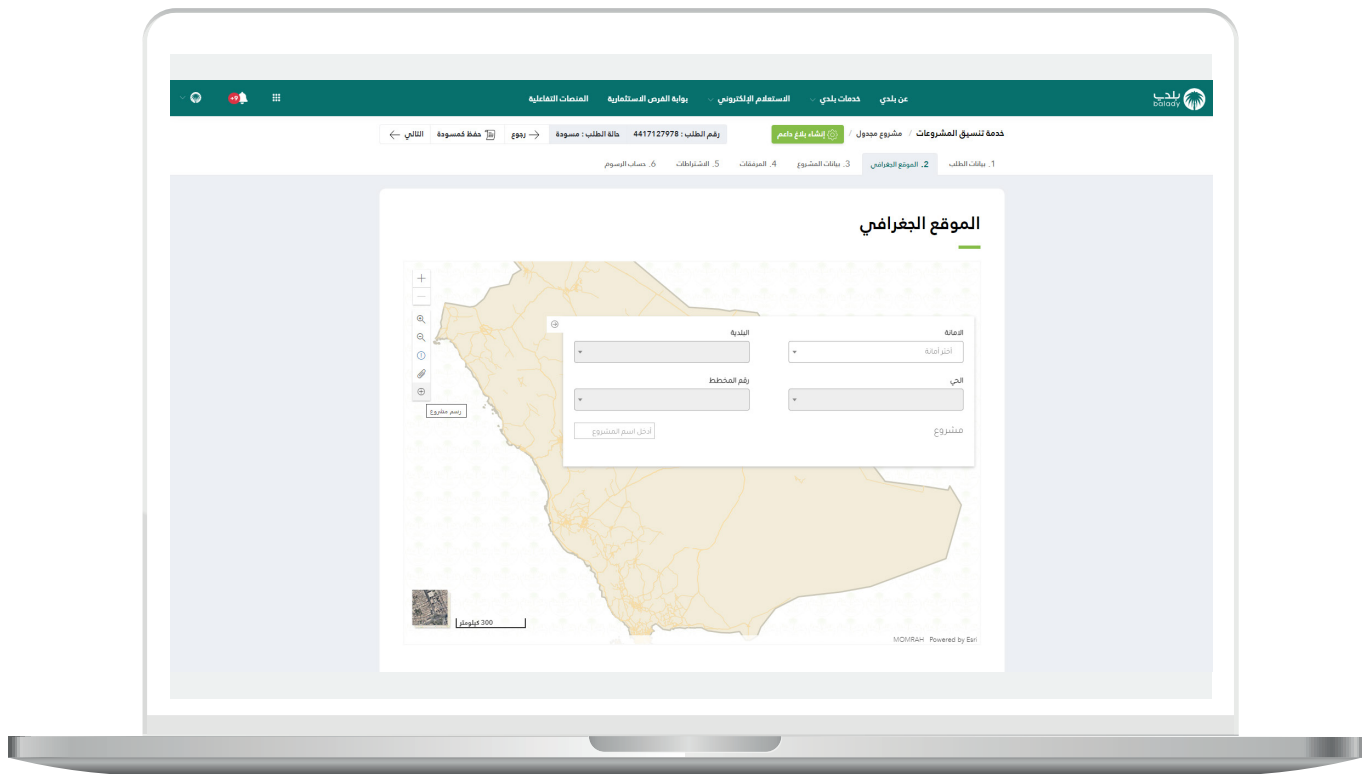 بلدي
balady
عن بلدي
خدمات بلدي
الاستعلام الإلكتروني
بوابة الفرص الاستثمارية
المنصات التفاعلية
+9
خدمة تنسيق المشروعات / مشروع مجدول / إنشاء بلاغ داعم
رقم الطلب : 4417127978 حالة الطلب : مسودة
رجوع
حفظ كمسودة
التالي
1. بيانات الطلب
2. الموقع الجغرافي
3. بيانات المشروع
4. المرفقات
5. الاشتراطات
6. حساب الرسوم
الموقع الجغرافي
الامانة
البلدية
اختر أمانة
الحي
رقم المخطط
مشروع
أدخل اسم المشروع
رسم مشروع
300 كيلومتر
MOMRAH Powered by Esri